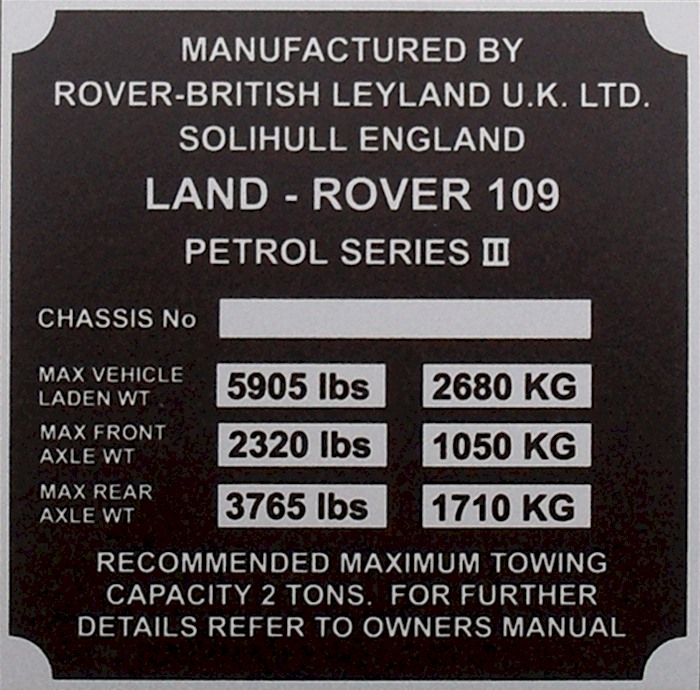 MANUFACTURED BY
ROVER-BRITISH LEYLAND U.K. LTD.
SOLIHULL ENGLAND
LAND - ROVER 109
PETROL SERIES III
CHASSIS No
MAX VEHICLE
LADEN WT 5905 lbs 2680 KG
MAX FRONT
AXLE WT 2320 lbs 1050 KG
MAX REAR
AXLE WT 3765 lbs 1710 KG
RECOMMENDED MAXIMUM TOWING
CAPACITY 2 TONS. FOR FURTHER
DETAILS REFER TO OWNERS MANUAL